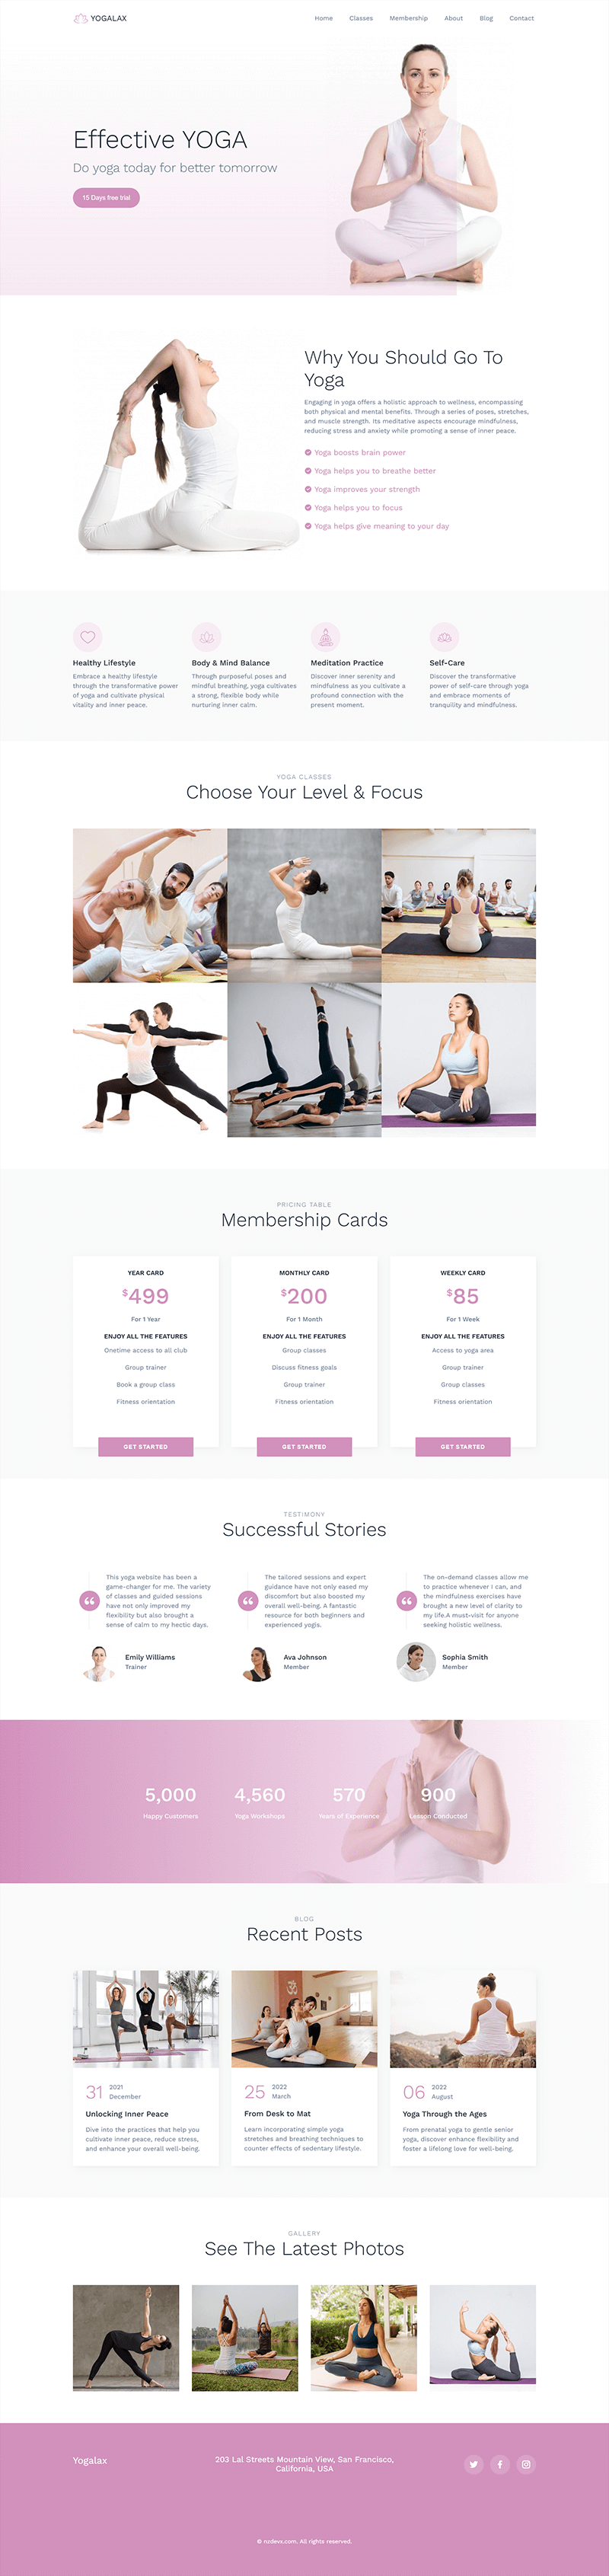 YOGALAX
Home Classes Membership About Blog Contact
Effective YOGA
Do yoga today for better tomorrow
15 Days free trial
Why You Should Go To
Yoga
Engaging in yoga offers a holistic approach to wellness, encompassing
both physical and mental benefits. Through a series of poses, stretches,
and muscle strength. Its meditative aspects encourage mindfulness,
reducing stress and anxiety while promoting a sense of inner peace.
Yoga boosts brain power
Yoga helps you to breathe better
Yoga improves your strength
Yoga helps you to focus
Yoga helps give meaning to your day
Healthy Lifestyle
Embrace a healthy lifestyle
through the transformative power
of yoga and cultivate physical
vitality and inner peace.
Body & Mind Balance
Through purposeful poses and
mindful breathing, yoga cultivates
a strong, flexible body while
nurturing inner calm.
Meditation Practice
Discover inner serenity and
mindfulness as you cultivate a
profound connection with the
present moment.
Self-Care
Discover the transformative
power of self-care through yoga
and embrace moments of
tranquility and mindfulness.
YOGA CLASSES
Choose Your Level & Focus
PRICING TABLE
Membership Cards
YEAR CARD
$499
For 1 Year
ENJOY ALL THE FEATURES
Onetime access to all club
Group trainer
Book a group class
Fitness orientation
GET STARTED
MONTHLY CARD
$200
For 1 Month
ENJOY ALL THE FEATURES
Group classes
Discuss fitness goals
Group trainer
Fitness orientation
GET STARTED
WEEKLY CARD
$85
For 1 Week
ENJOY ALL THE FEATURES
Access to yoga area
Group trainer
Group classes
Fitness orientation
GET STARTED
TESTIMONY
Successful Stories
This yoga website has been a
game-changer for me. The variety
of classes and guided sessions
have not only improved my
flexibility but also brought a
sense of calm to my hectic days.
Emily Williams
Trainer
The tailored sessions and expert
guidance have not only eased my
discomfort but also boosted my
overall well-being. A fantastic
resource for both beginners and
experienced yogis.
Ava Johnson
Member
The on-demand classes allow me
to practice whenever I can, and
the mindfulness exercises have
brought a new level of clarity to
my life.A must-visit for anyone
seeking holistic wellness.
Sophia Smith
Member
5,000
Happy Customers
4,560
Yoga Workshops
570
Years of Experience
900
Lesson Conducted
BLOG
Recent Posts
31
2021
December
Unlocking Inner Peace
Dive into the practices that help you
cultivate inner peace, reduce stress,
and enhance your overall well-being.
25
2022
March
From Desk to Mat
Learn incorporating simple yoga
stretches and breathing techniques to
counter effects of sedentary lifestyle.
06
2022
August
Yoga Through the Ages
From prenatal yoga to gentle senior
yoga, discover enhance flexibility and
foster a lifelong love for well-being.
GALLERY
See The Latest Photos
Yogalax
203 Lal Streets Mountain View, San Francisco,
California, USA
© nzdevx.com. All rights reserved.